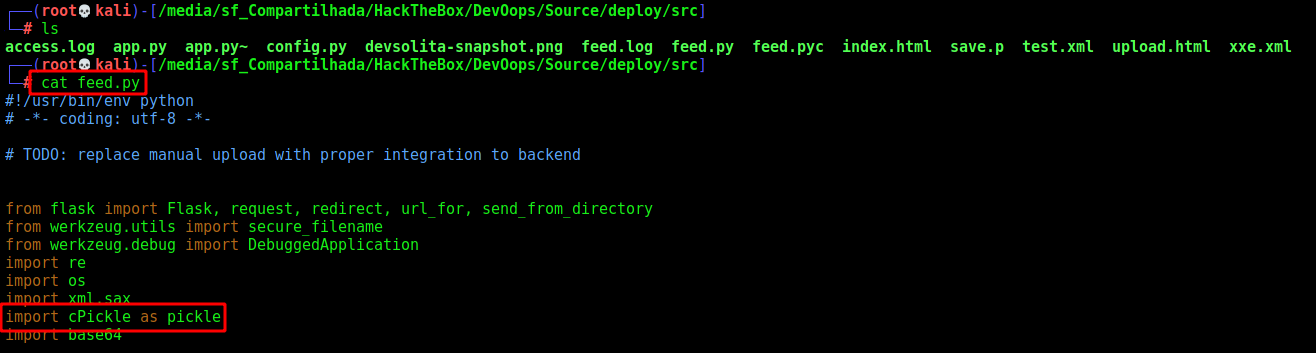 ┌──(root💀kali)-[/media/sf_Compartilhada/HackTheBox/DevOops/Source/deploy/src]
└─# ls
access.log  app.py  app.py~  config.py  devsolita-snapshot.png  feed.log  feed.py  feed.pyc  index.html  save.p  test.xml  upload.html  xxe.xml
┌──(root💀kali)-[/media/sf_Compartilhada/HackTheBox/DevOops/Source/deploy/src]
└─# cat feed.py
#!/usr/bin/env python
# -*- coding: utf-8 -*-
# TODO: replace manual upload with proper integration to backend
from flask import Flask, request, redirect, url_for, send_from_directory
from werkzeug.utils import secure_filename
from werkzeug.debug import DebuggedApplication
import re
import os
import xml.sax
import cPickle as pickle
import base64